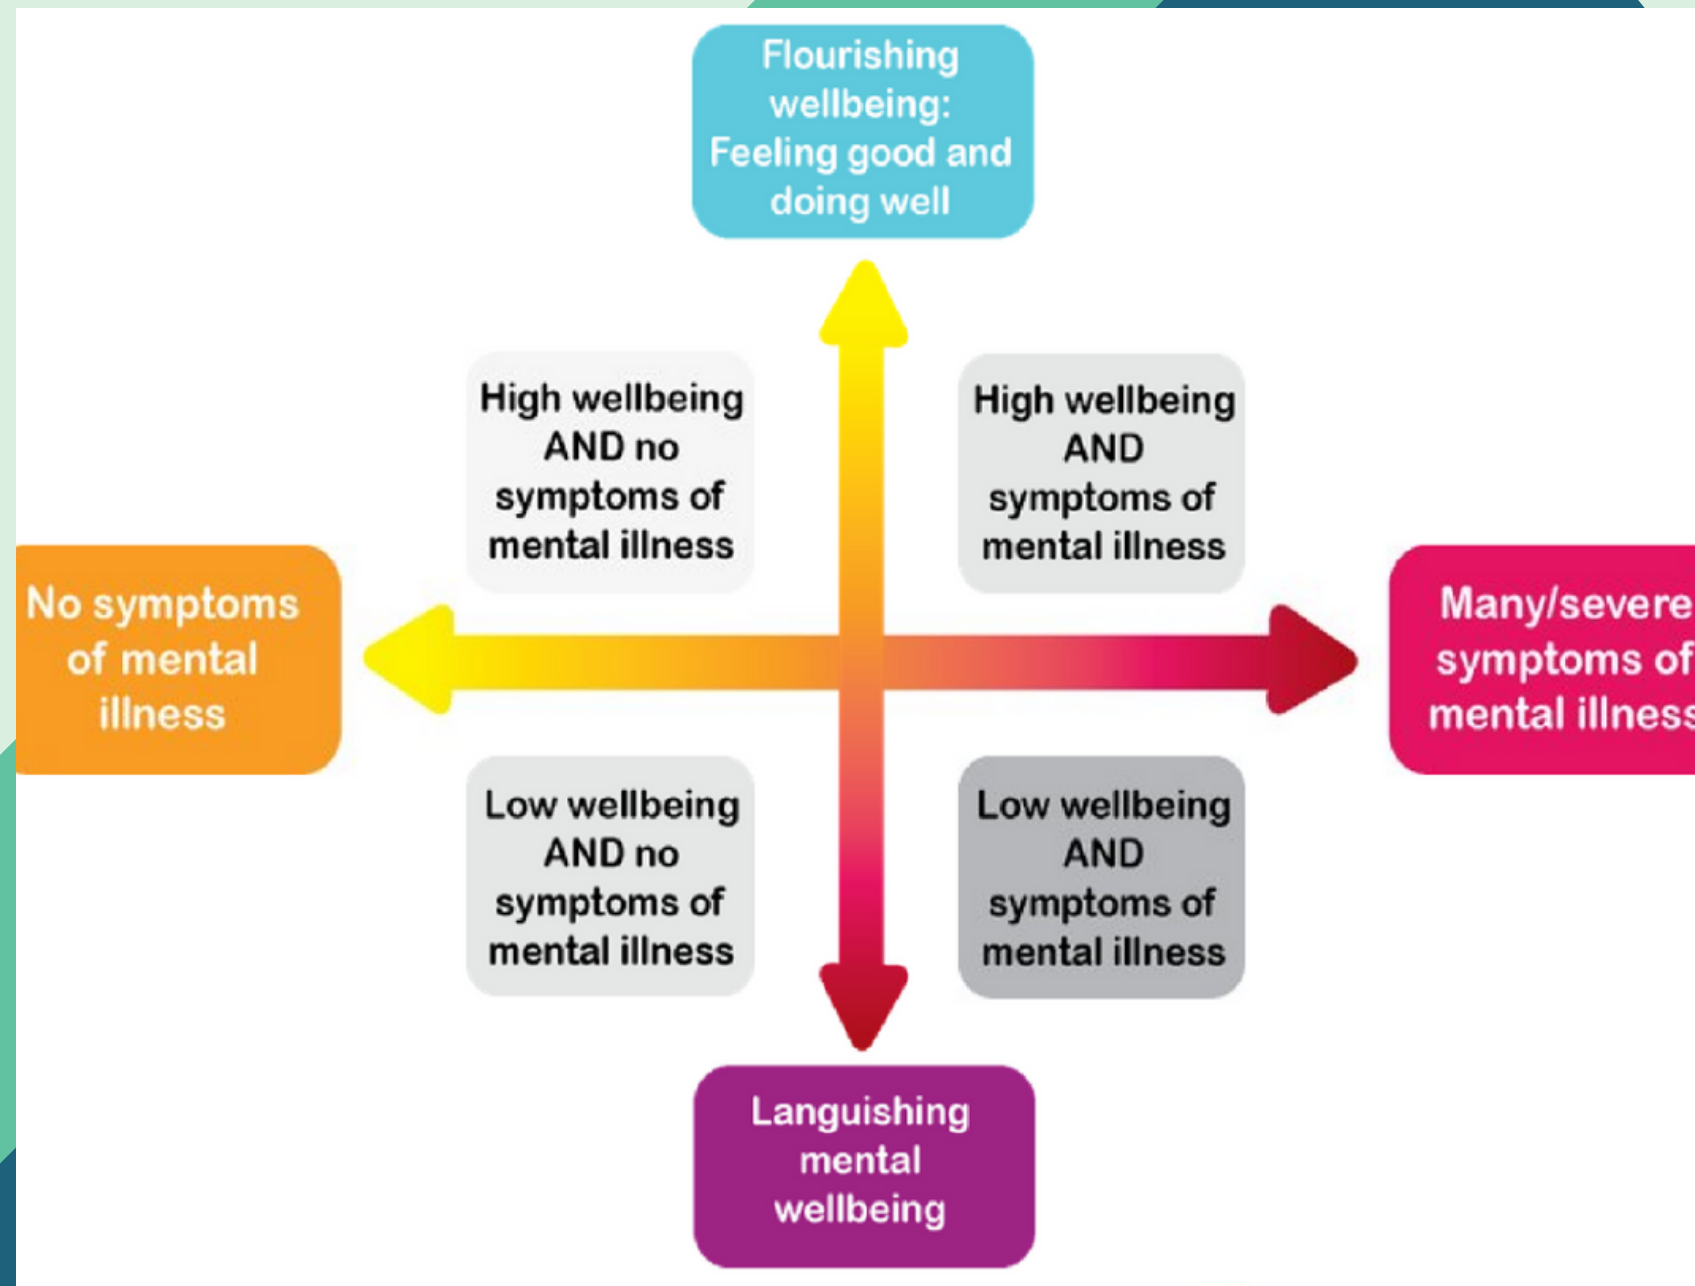 Flourishing
wellbeing:
Feeling good and
doing well
High wellbeing
AND no
symptoms of
mental illness
High wellbeing
AND
symptoms of
mental illness
No symptoms
of mental
illness
Many/severe
symptoms of
mental illness
Low wellbeing
AND no
symptoms of
mental illness
Low wellbeing
AND
symptoms of
mental illness
Languishing
mental
wellbeing